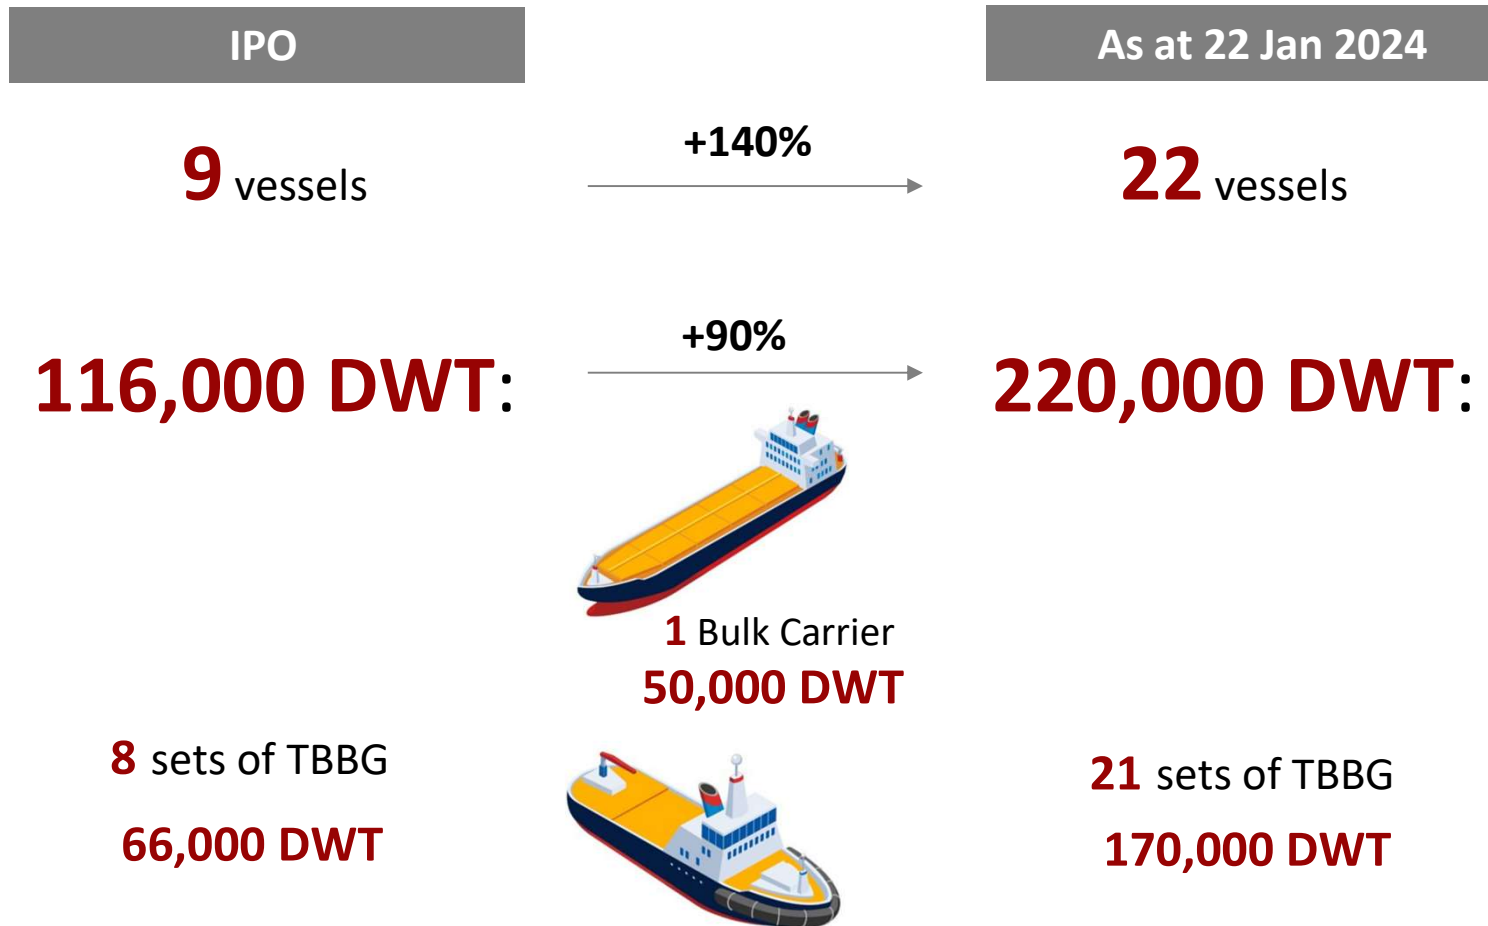 IPO
As at 22 Jan 2024
9 vessels
+140%
22 vessels
116,000 DWT:
+90%
220,000 DWT:
1 Bulk Carrier
50,000 DWT
8 sets of TBBG
66,000 DWT
21 sets of TBBG
170,000 DWT